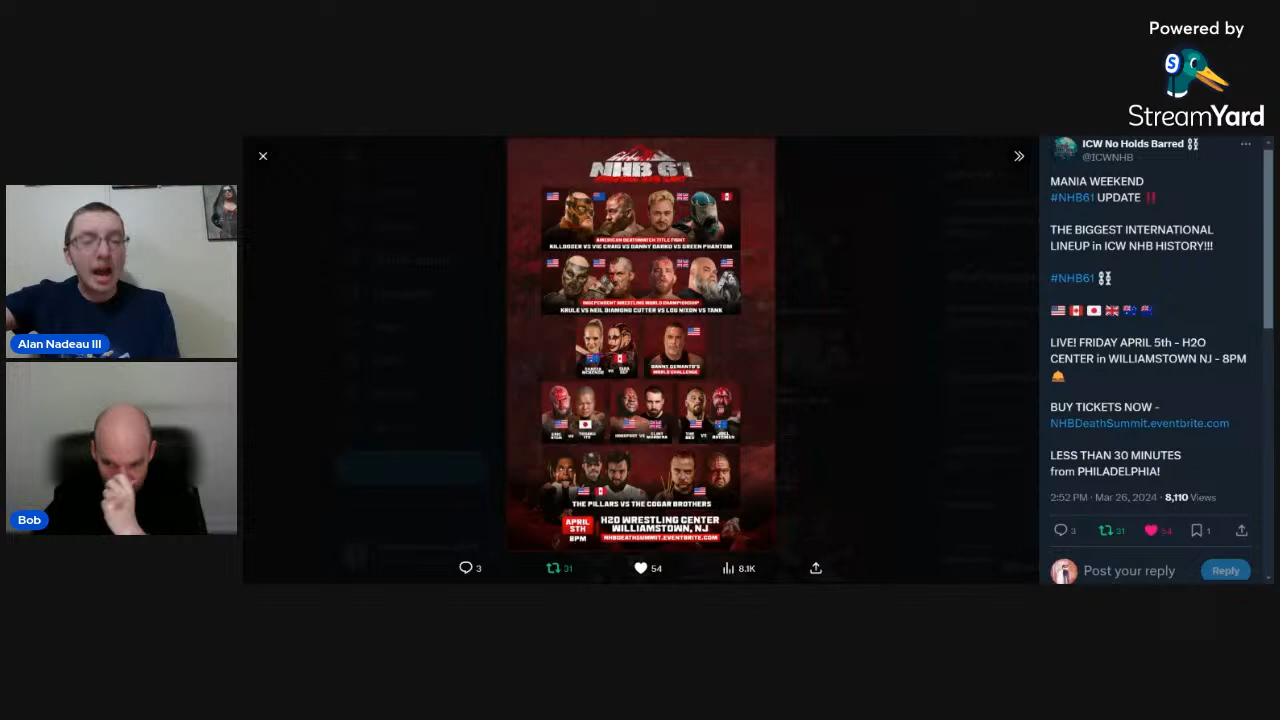 Powered by
StreamYard
Alan Nadeau III
Bob
NHB 61
AMERICAN DEATHMATCH TITLE FIGHT
KILLDOZER VS VIC CRAIG VS DANNY DARKO VS GREEN PHANTOM
INDEPENDENT WRESTLING WORLD CHAMPIONSHIP
KRULE VS NEIL DIAMOND CUTTER VS LOU NIXON VS TANK
VS
DANNY DEMANTO'S
WORLD CHALLENGE
VS
VS
VS
THE PILLARS VS THE COGAR BROTHERS
APRIL
5TH
8PM
H2O WRESTLING CENTER
WILLIAMSTOWN, NJ
NHBDEATHSUMMIT.EVENTBRITE.COM
3
31
54
8.1K
ICW No Holds Barred
@ICWNHB
MANIA WEEKEND
#NHB61 UPDATE ‼️
THE BIGGEST INTERNATIONAL
LINEUP in ICW NHB HISTORY!!!
#NHB61
LIVE! FRIDAY APRIL 5th - H2O
CENTER in WILLIAMSTOWN NJ - 8PM
BUY TICKETS NOW -
NHBDeathSummit.eventbrite.com
LESS THAN 30 MINUTES
from PHILADELPHIA!
2:52 PM · Mar 26, 2024 · 8,110 Views
3
31
54
1
Post your reply
Reply